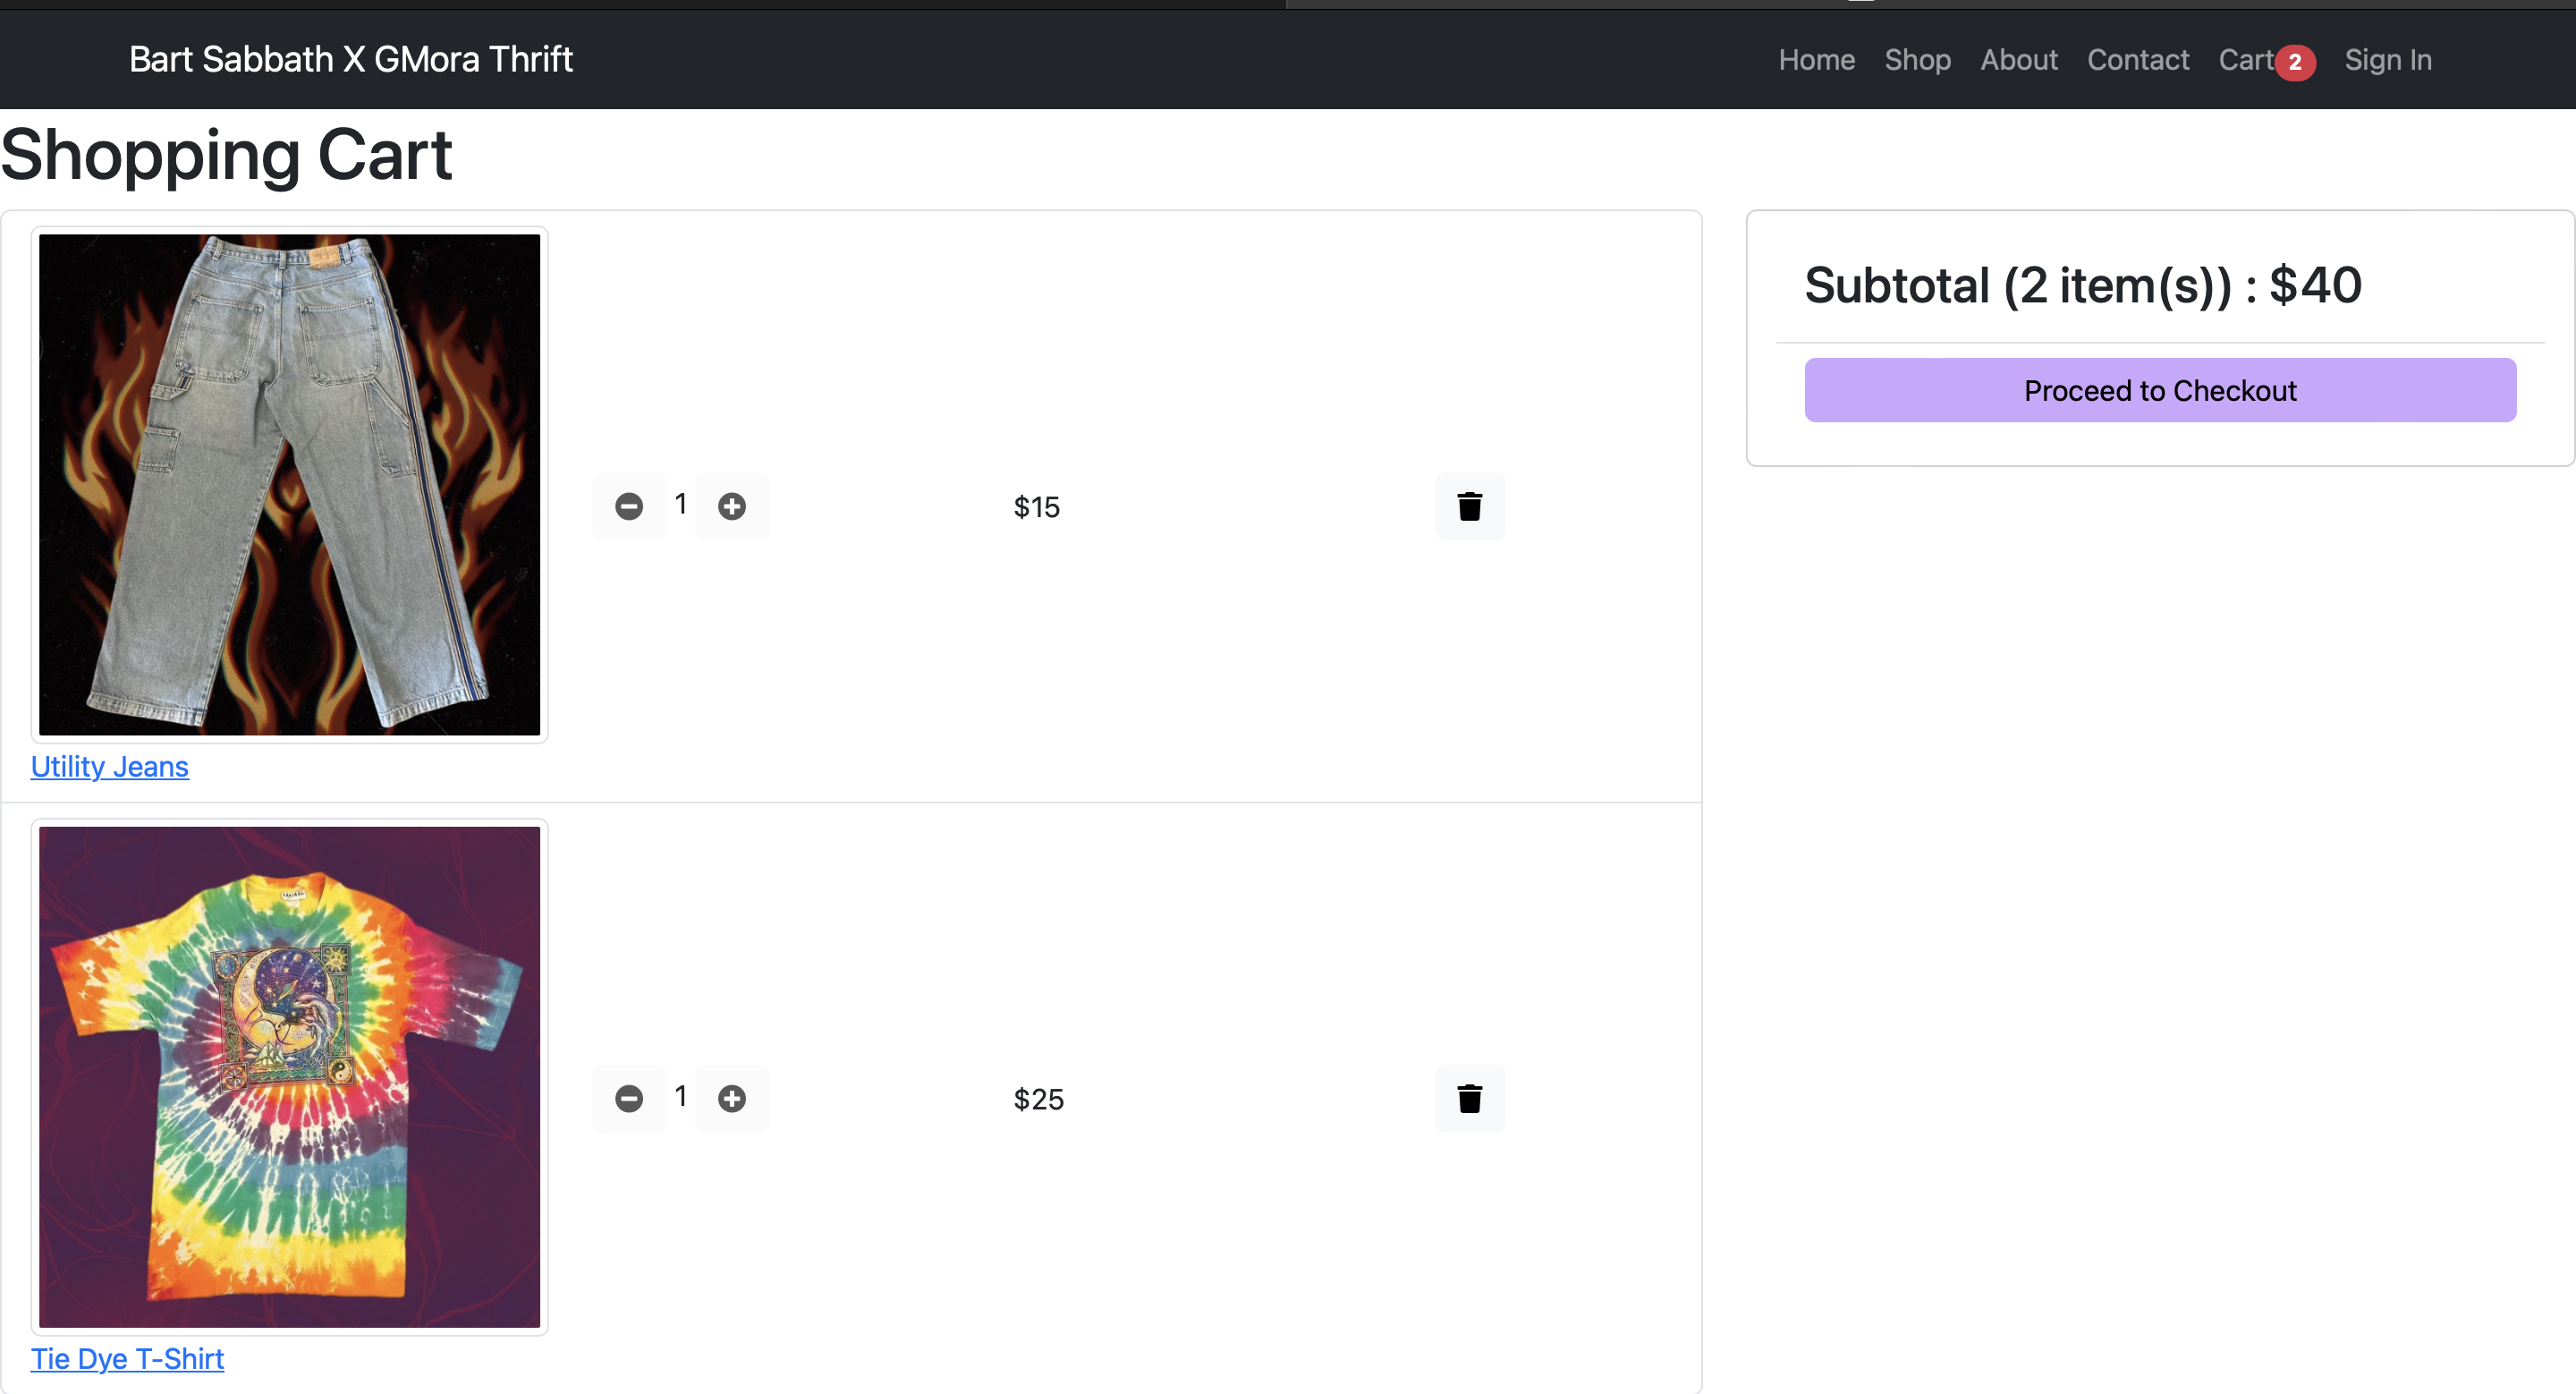 Bart Sabbath X GMora Thrift
Home Shop About Contact Cart 2 Sign In
Shopping Cart
1 $15
Utility Jeans
1 $25
Tie Dye T-Shirt
Subtotal (2 item(s)) : $40
Proceed to Checkout